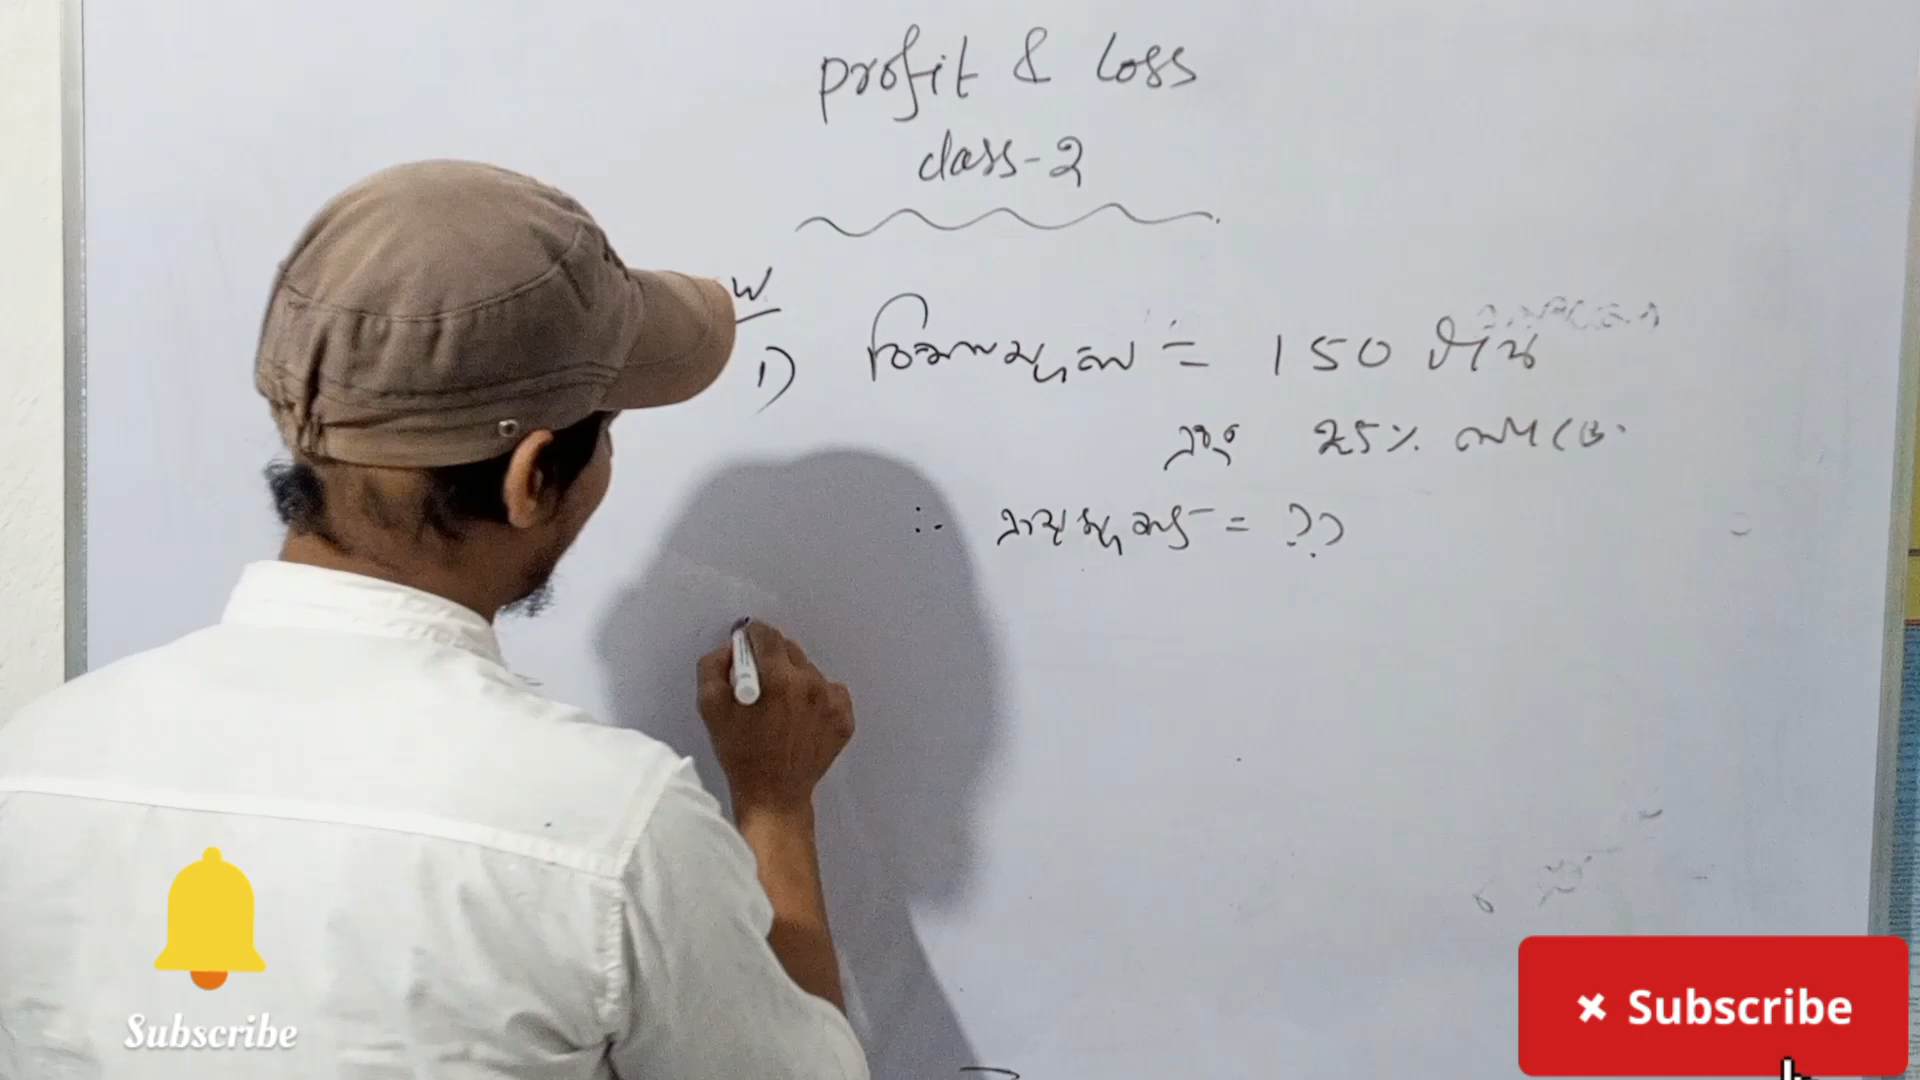 profit & Loss
class-2
W
1) বিক্রয়মূল্য = 150 টাকা
এবং 25% লাভে
∴ ক্রয়মূল্য = ??
Subscribe
× Subscribe